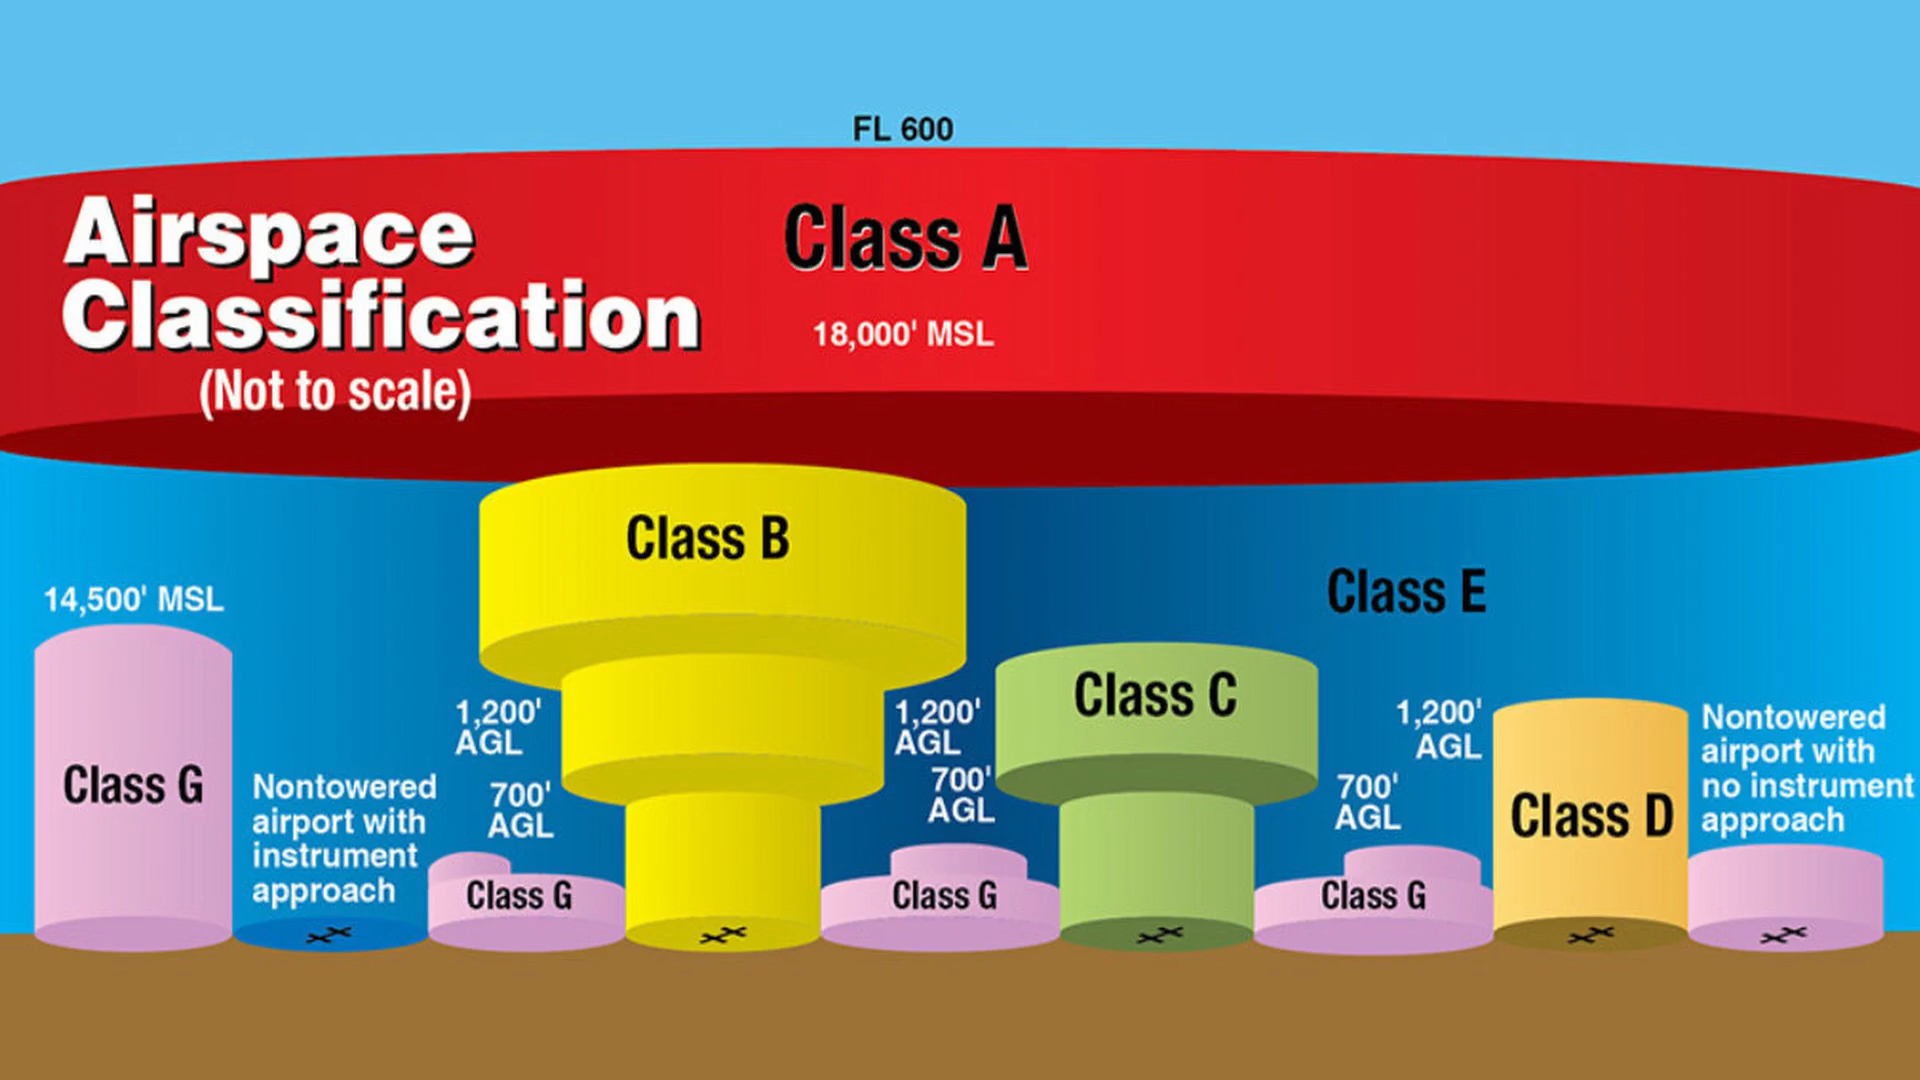 FL 600
Airspace
Classification
(Not to scale)
Class A
18,000' MSL
Class B
Class E
14,500' MSL
Class G
Nontowered
airport with
instrument
approach
1,200'
AGL
700'
AGL
Class G
1,200'
AGL
700'
AGL
Class G
Class C
1,200'
AGL
700'
AGL
Class G
Class D
Nontowered
airport with
no instrument
approach